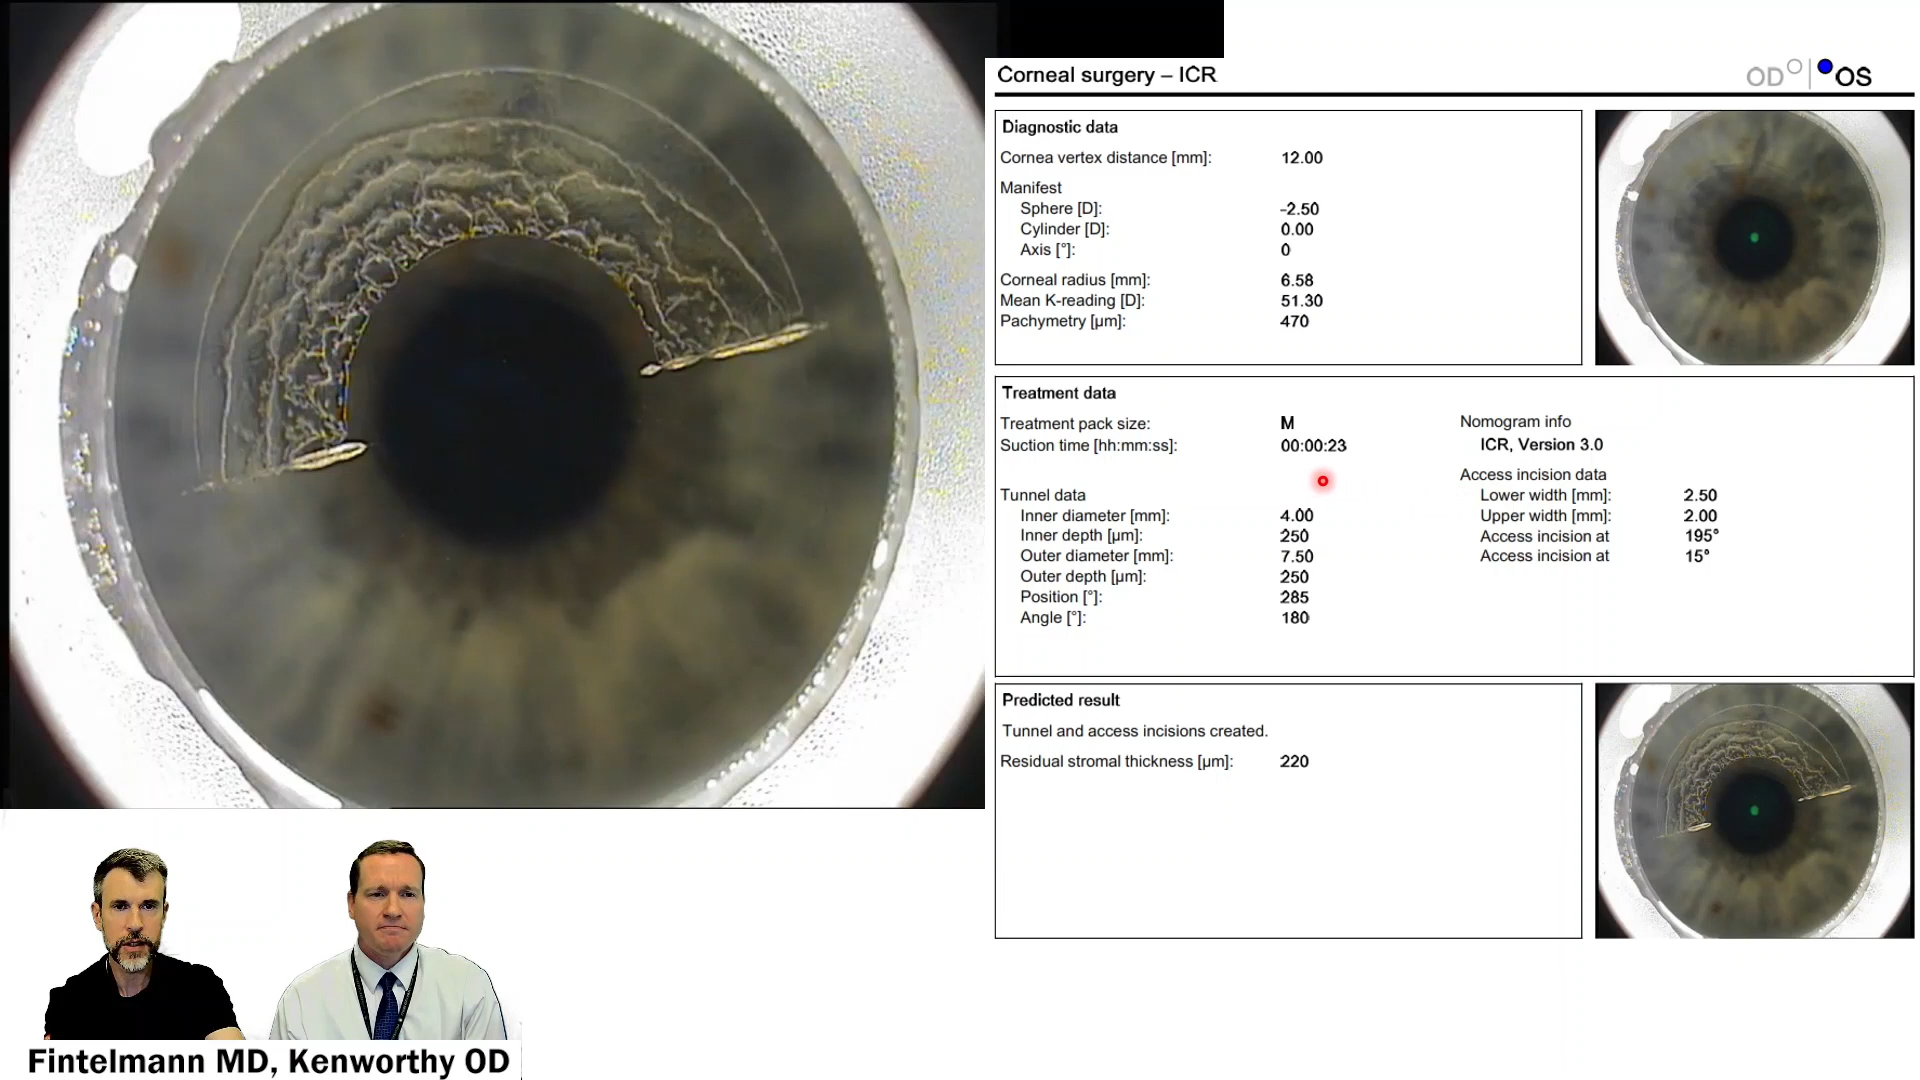 Corneal surgery – ICR
OD OS
Diagnostic data
Cornea vertex distance [mm]: 12.00
Manifest
Sphere [D]: -2.50
Cylinder [D]: 0.00
Axis [°]: 0
Corneal radius [mm]: 6.58
Mean K-reading [D]: 51.30
Pachymetry [µm]: 470
Treatment data
Treatment pack size: M
Suction time [hh:mm:ss]: 00:00:23
Tunnel data
Inner diameter [mm]: 4.00
Inner depth [µm]: 250
Outer diameter [mm]: 7.50
Outer depth [µm]: 250
Position [°]: 285
Angle [°]: 180
Nomogram info
ICR, Version 3.0
Access incision data
Lower width [mm]: 2.50
Upper width [mm]: 2.00
Access incision at 195°
Access incision at 15°
Predicted result
Tunnel and access incisions created.
Residual stromal thickness [µm]: 220
Fintelmann MD, Kenworthy OD